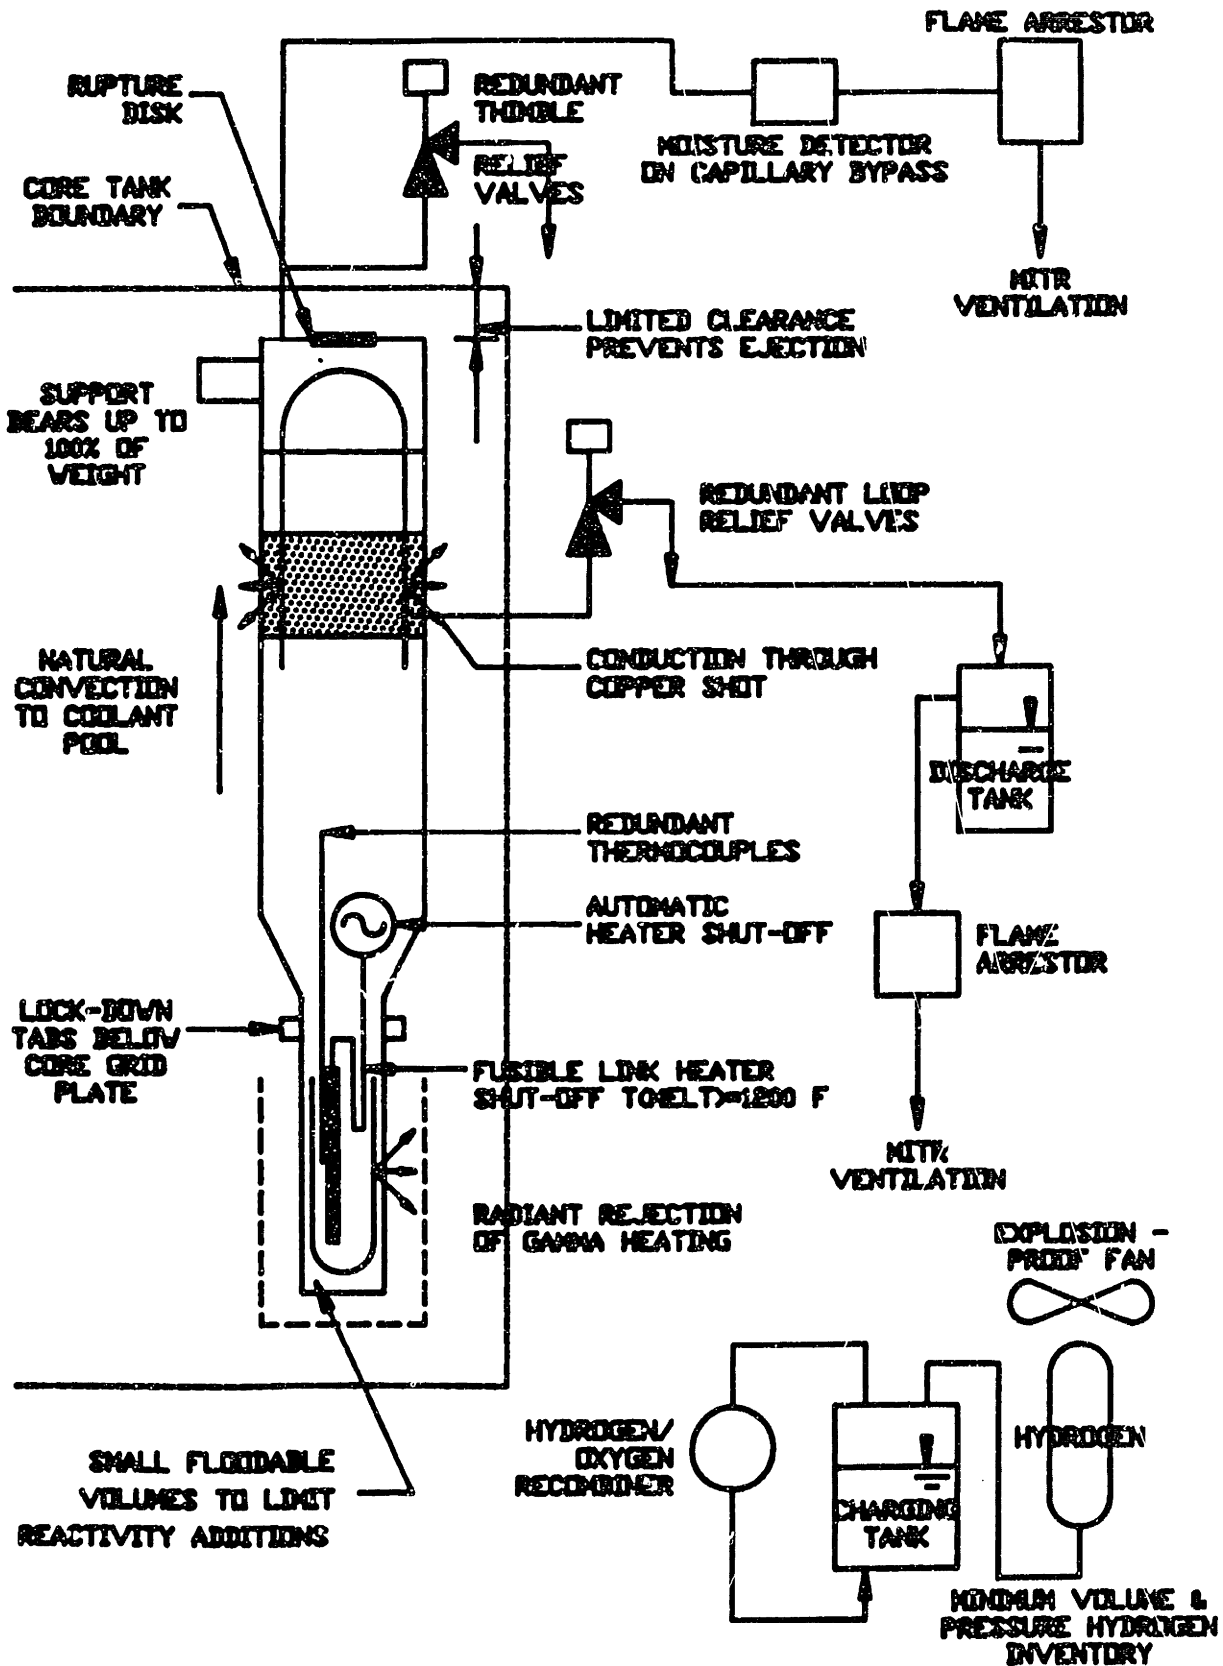 FLAME ARRESTOR
RUPTURE
DISK
REDUNDANT
THIMBLE
RELIEF
VALVES
MOISTURE DETECTOR
ON CAPILLARY BYPASS
CORE TANK
BOUNDARY
MITR
VENTILATION
LIMITED CLEARANCE
PREVENTS EJECTION
SUPPORT
BEARS UP TO
100% OF
WEIGHT
REDUNDANT LOOP
RELIEF VALVES
NATURAL
CONVECTION
TO COOLANT
POOL
CONDUCTION THROUGH
COPPER SHOT
DISCHARGE
TANK
REDUNDANT
THERMOCOUPLES
AUTOMATIC
HEATER SHUT-OFF
FLAME
ARRESTOR
LOCK-DOWN
TABS BELOW
CORE GRID
PLATE
FUSIBLE LINK HEATER
SHUT-OFF T(MELT)=1200 F
MITR
VENTILATION
RADIANT REJECTION
OF GAMMA HEATING
EXPLOSION -
PROOF FAN
HYDROGEN/
OXYGEN
RECOMBINER
HYDROGEN
CHARGING
TANK
SMALL FLOODABLE
VOLUMES TO LIMIT
REACTIVITY ADDITIONS
MINIMUM VOLUME &
PRESSURE HYDROGEN
INVENTORY